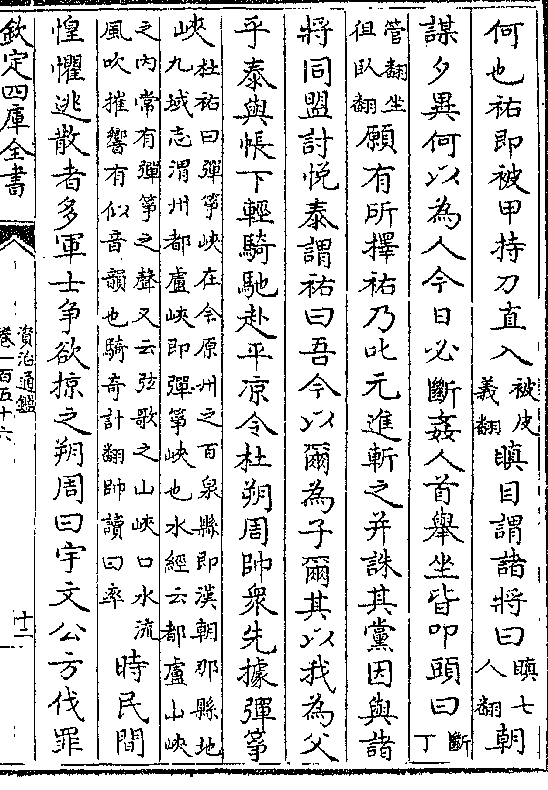 何也祐即被甲持刀直入被皮義翻瞋目謂諸將曰瞋七人翻朝
謀夕異何以為人今日必斷姦人首舉坐皆叩頭曰斷丁
管翻坐徂臥翻願有所擇祐乃叱元進斬之并誅其黨因與諸
將同盟討悅泰謂祐曰吾今以爾為子爾其以我為父
乎泰與帳下輕騎馳赴平凉令杜朔周帥衆先據彈筝
峽杜祐曰彈筝峽在今原州之百泉縣即漢朝那縣地九域志渭州都盧峽即彈筝峽也水經云都盧山峽
之内常有彈筝之聲又云弦歌之山峽口水流風吹摧響有似音韻也騎奇計翻帥讀曰率時民間
惶懼逃散者多軍士争欲掠之朔周曰宇文公方伐罪
欽定四庫全書
資治通鑑
卷一百五十六
十二